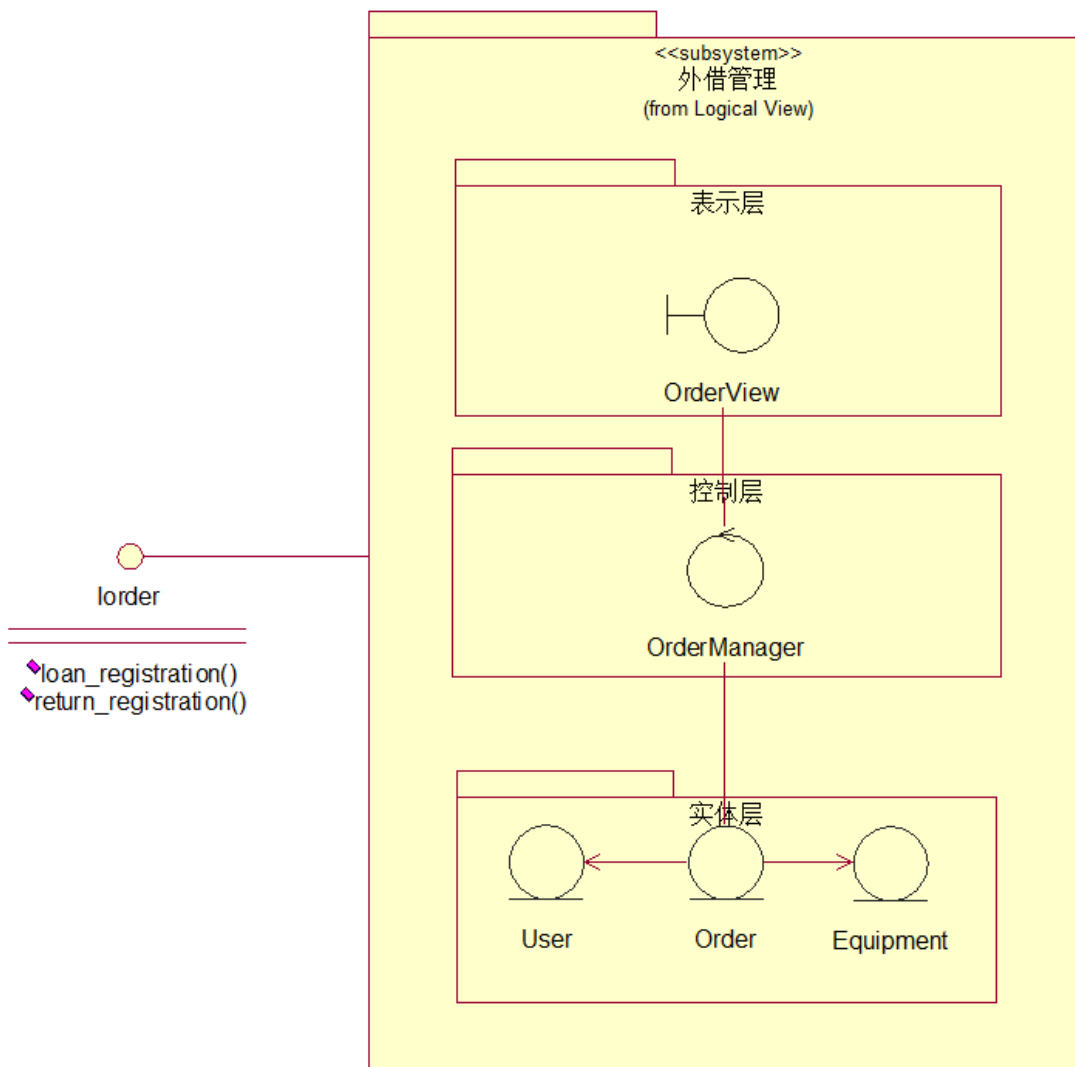 <<subsystem>>
外借管理
(from Logical View)
表示层
OrderView
控制层
OrderManager
Iorder
loan_registration()
return_registration()
实体层
User
Order
Equipment